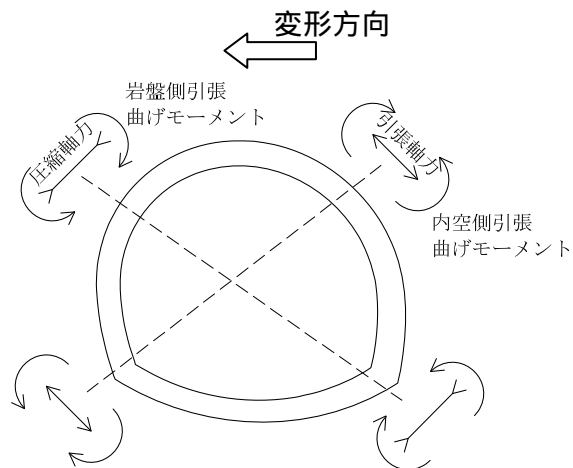 変形方向
岩盤側引張
曲げモーメント
圧縮軸力
引張軸力
内空側引張
曲げモーメント